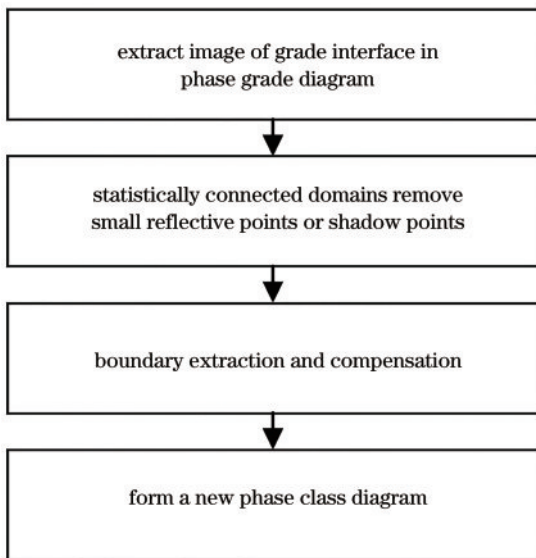 extract image of grade interface in
phase grade diagram
statistically connected domains remove
small reflective points or shadow points
boundary extraction and compensation
form a new phase class diagram